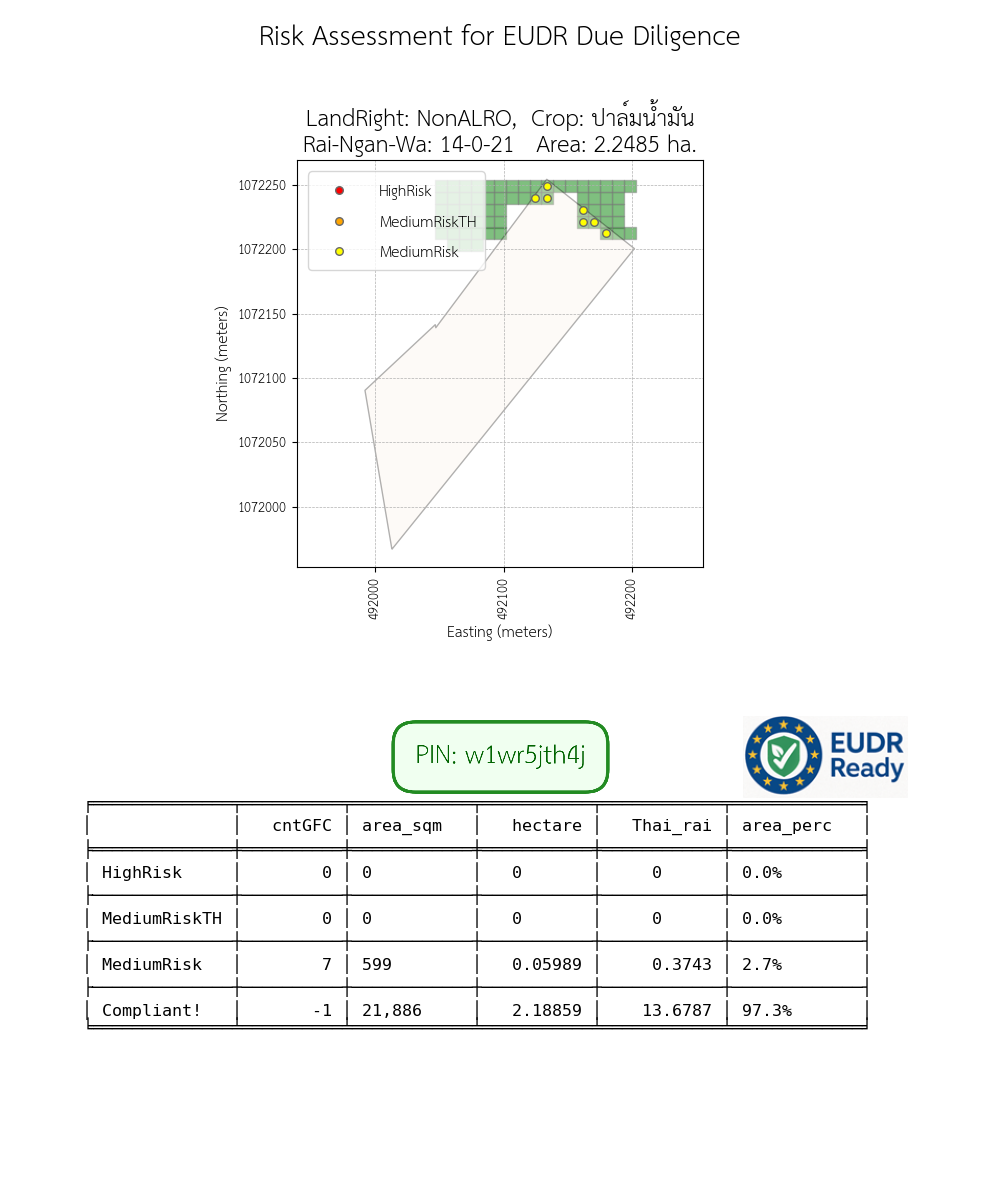 Risk Assessment for EUDR Due Diligence
LandRight: NonALRO,  Crop: ปาล์มน้ำมัน
Rai-Ngan-Wa: 14-0-21   Area: 2.2485 ha.
HighRisk
MediumRiskTH
MediumRisk
1072250
1072200
1072150
1072100
1072050
1072000
Northing (meters)
492000
492100
492200
Easting (meters)
PIN: w1wr5jth4j
EUDR
Ready
cntGFC area_sqm hectare Thai_rai area_perc
HighRisk 0 0 0 0 0.0%
MediumRiskTH 0 0 0 0 0.0%
MediumRisk 7 599 0.05989 0.3743 2.7%
Compliant! -1 21,886 2.18859 13.6787 97.3%